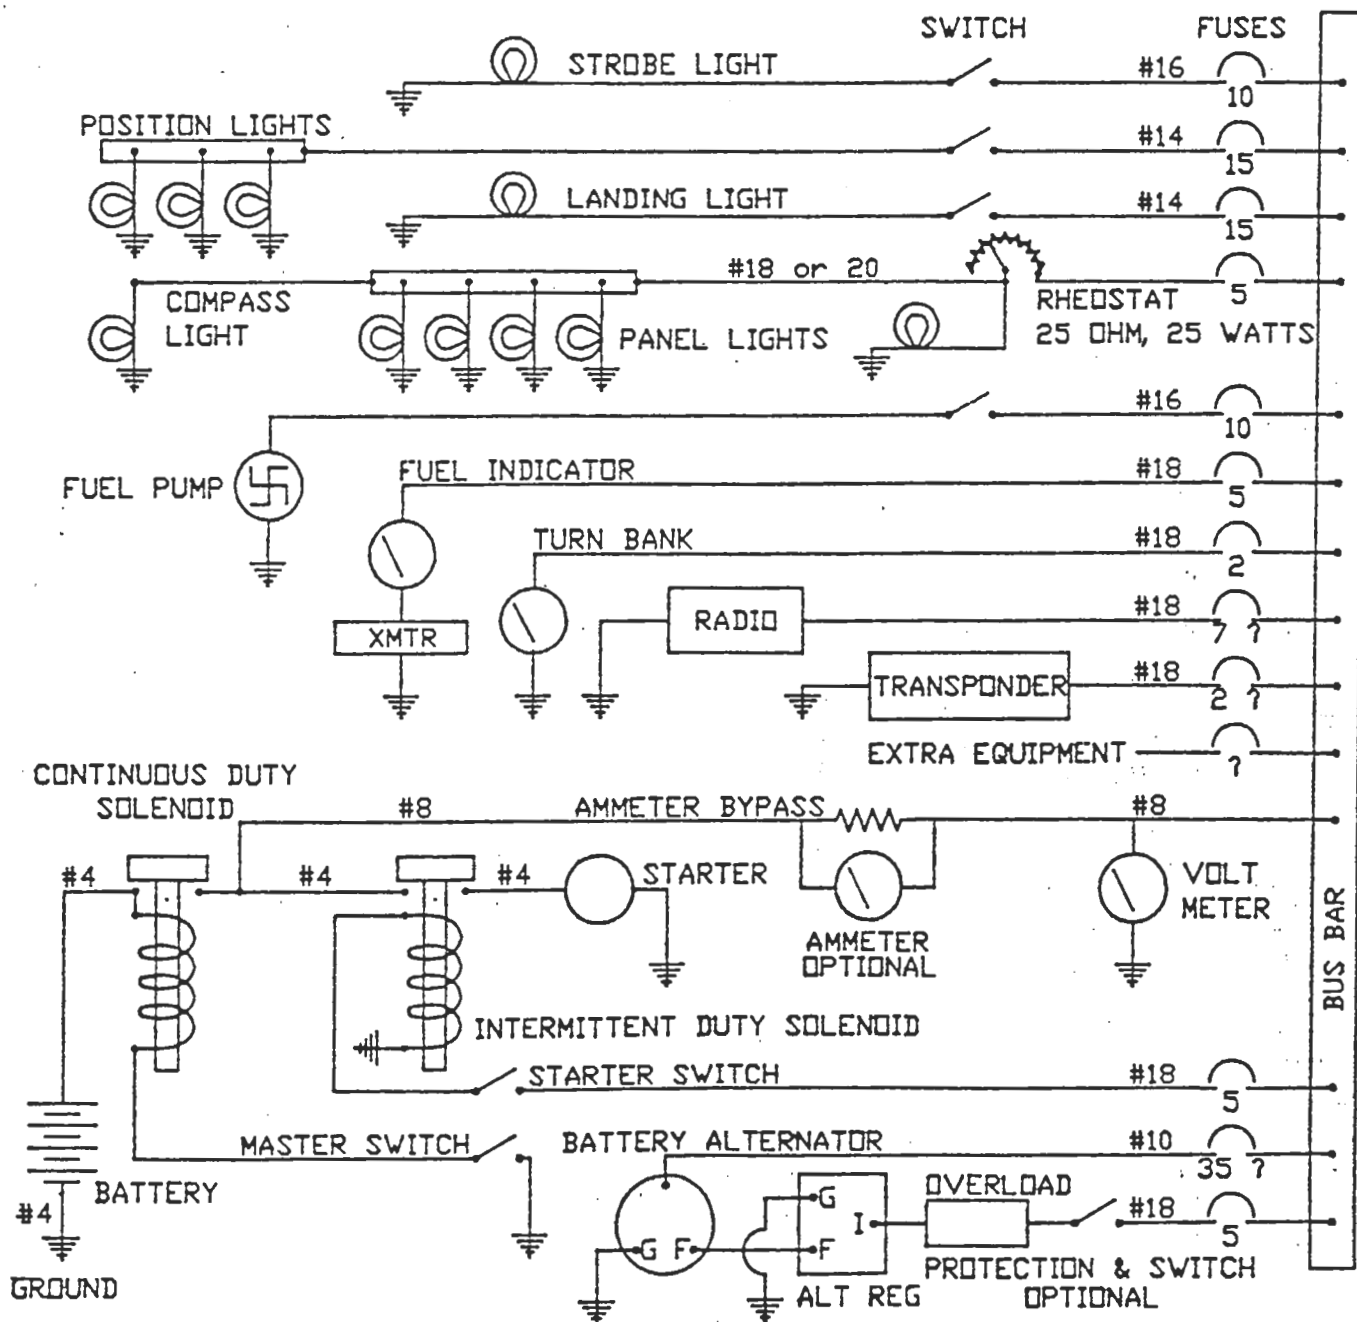 SWITCH FUSES
STROBE LIGHT #16
10
POSITION LIGHTS
#14
15
LANDING LIGHT #14
15
#18 or 20
5
COMPASS
LIGHT
RHEOSTAT
25 OHM, 25 WATTS
PANEL LIGHTS
#16
10
FUEL PUMP
FUEL INDICATOR #18
5
TURN BANK #18
2
XMTR
RADIO #18
7 ?
TRANSPONDER #18
2 ?
EXTRA EQUIPMENT
?
CONTINUOUS DUTY
SOLENOID
#8 AMMETER BYPASS #8
#4 #4 #4 STARTER
VOLT
METER
AMMETER
OPTIONAL
BUS BAR
INTERMITTENT DUTY SOLENOID
STARTER SWITCH #18
5
MASTER SWITCH
BATTERY ALTERNATOR #10
35 ?
BATTERY
#4
GROUND
G F
G
I
F
ALT REG
OVERLOAD
#18
5
PROTECTION & SWITCH
OPTIONAL